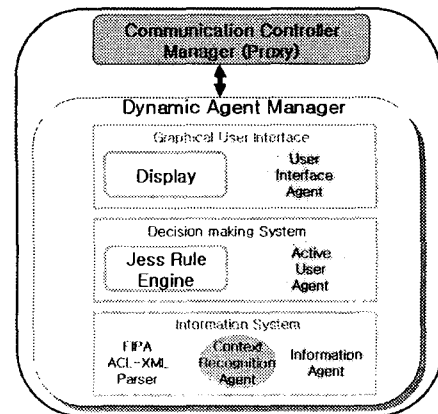 Communication Controller
Manager (Proxy)
Dynamic Agent Manager
Graphical User Interface
Display
User
Interface
Agent
Decision making System
Jess Rule
Engine
Active
User
Agent
Information System
FIPA
ACL-XML
Parser
Context
Recognition
Agent
Information
Agent